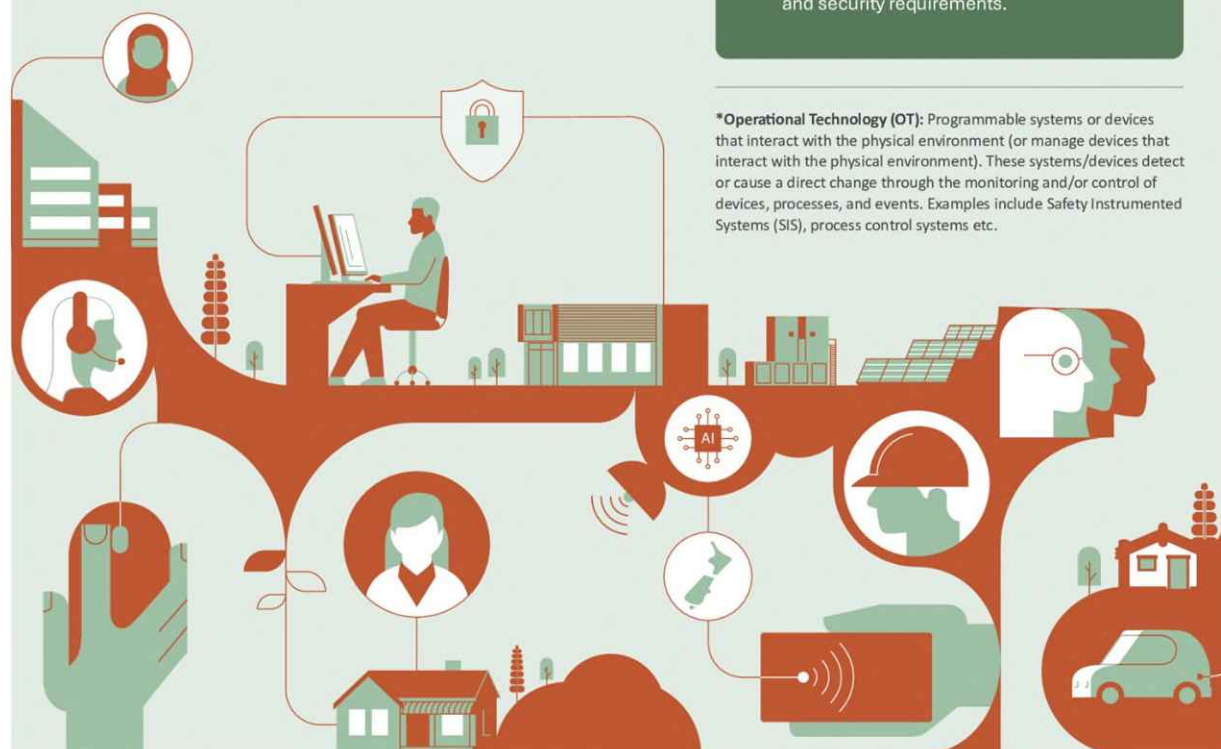 and security requirements.
*Operational Technology (OT): Programmable systems or devices
that interact with the physical environment (or manage devices that
interact with the physical environment). These systems/devices detect
or cause a direct change through the monitoring and/or control of
devices, processes, and events. Examples include Safety Instrumented
Systems (SIS), process control systems etc.
AI